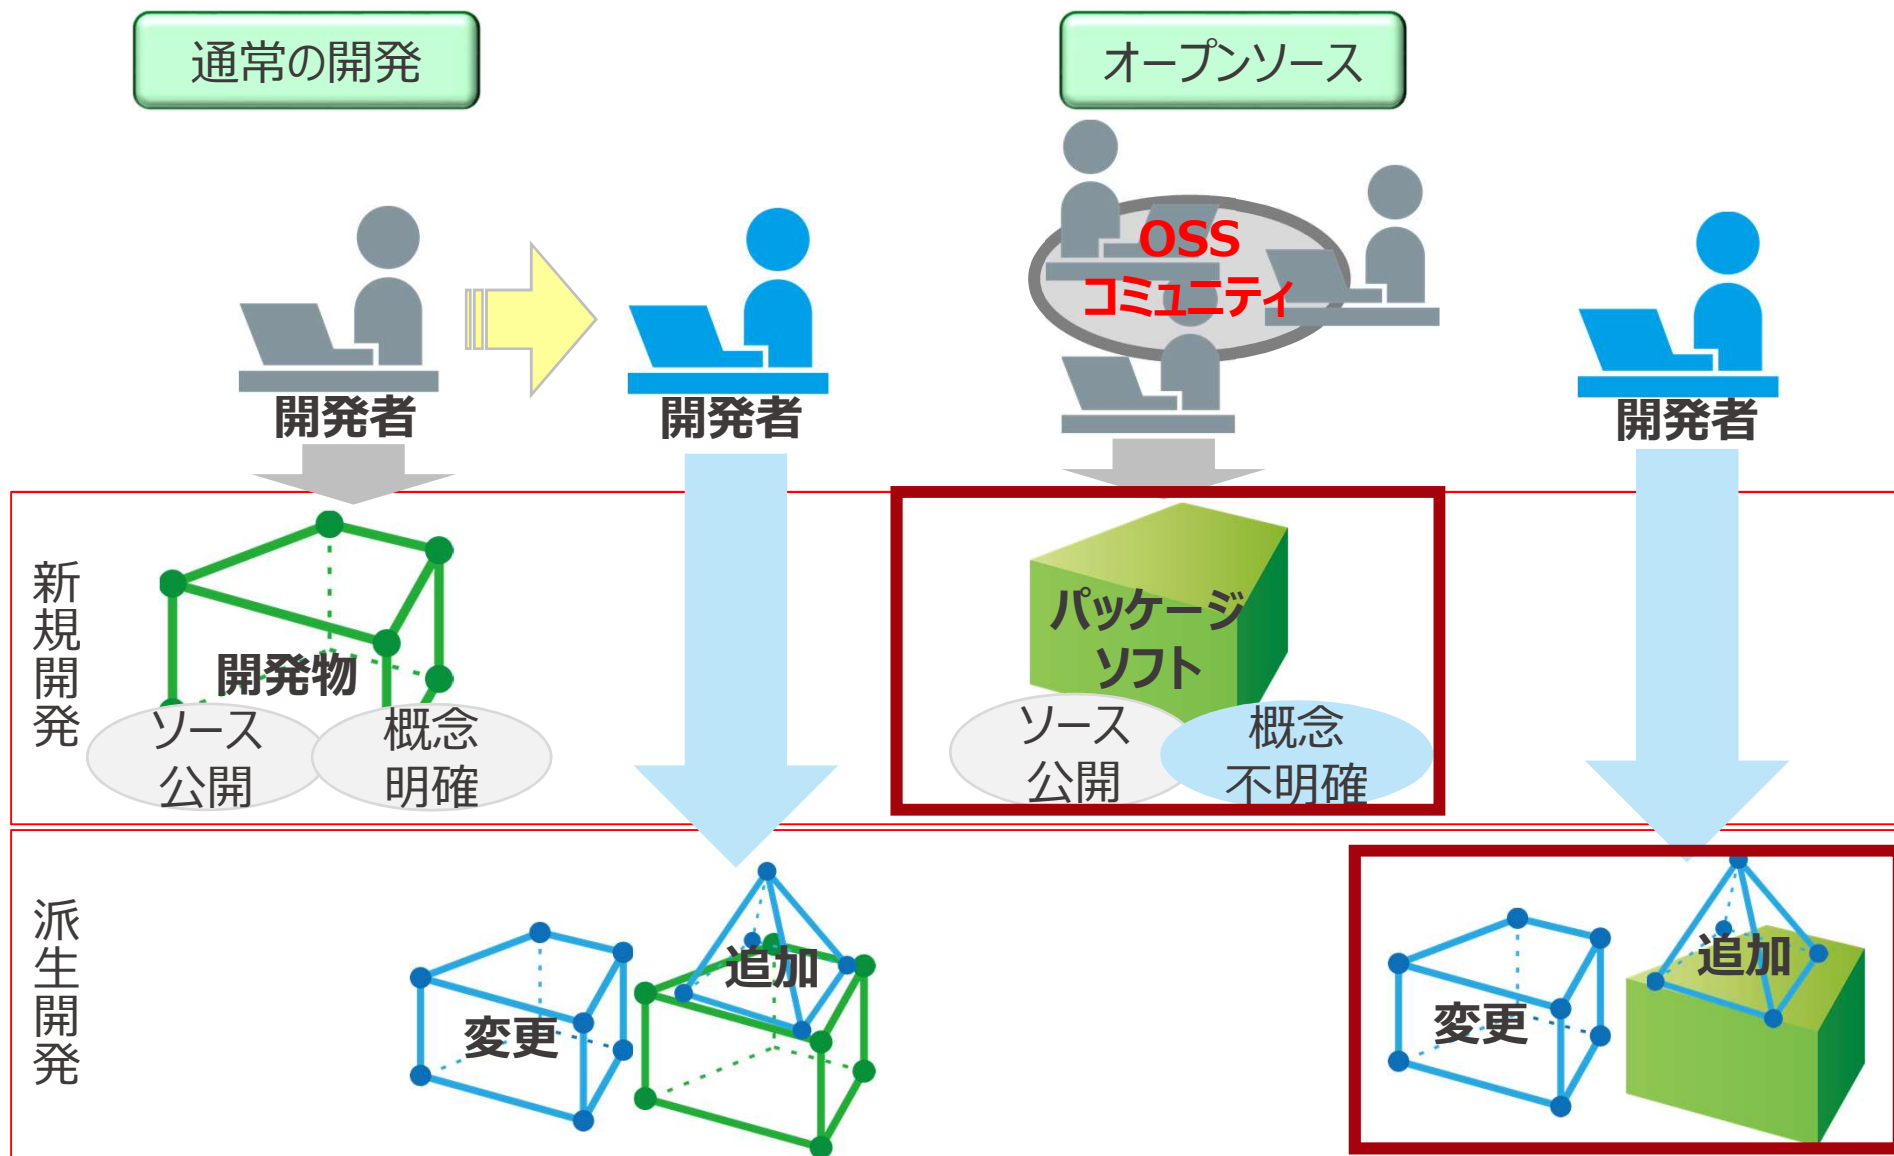 通常の開発
オープンソース
OSS
コミュニティ
開発者
開発者
開発者
新規開発
開発物
ソース
公開
概念
明確
パッケージ
ソフト
ソース
公開
概念
不明確
派生開発
変更
追加
変更
追加